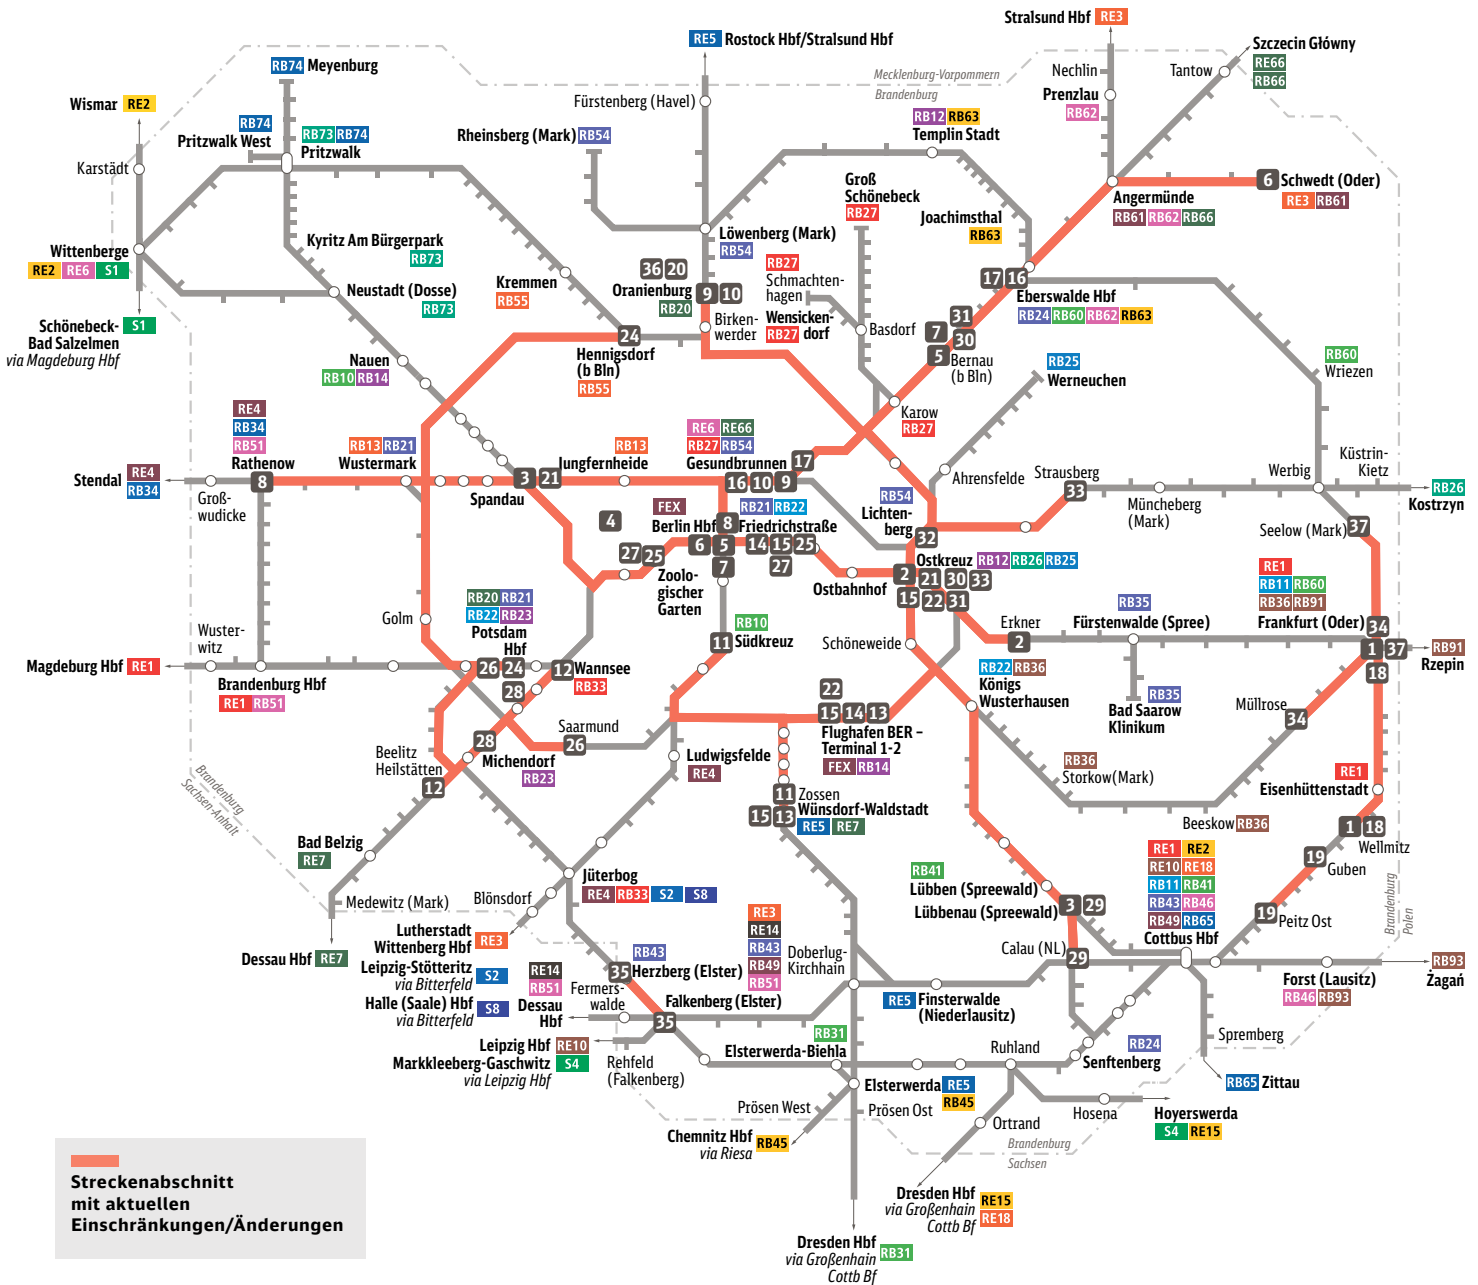 Stralsund Hbf RE3
RE5 Rostock Hbf/Stralsund Hbf
Szczecin Główny
RE66
RB66
Nechlin
Tantow
RB74 Meyenburg
Mecklenburg-Vorpommern
Brandenburg
Prenzlau
RB62
Wismar RE2
Fürstenberg (Havel)
RB12 RB63
Templin Stadt
RB74
Pritzwalk West
RB73 RB74
Pritzwalk
Rheinsberg (Mark) RB54
Karstädt
Groß
Schönebeck
RB27
6 Schwedt (Oder)
RE3 RB61
Angermünde
RB61 RB62 RB66
Joachimsthal
RB63
Wittenberge
RE2 RE6 S1
Kyritz Am Bürgerpark
RB73
Löwenberg (Mark)
RB54
36 20
Oranienburg
RB20
9 10
RB27
Schmachten-
hagen
17 16
Eberswalde Hbf
RB24 RB60 RB62 RB63
Kremmen
RB55
Neustadt (Dosse)
RB73
Schönebeck-
Bad Salzelmen
via Magdeburg Hbf
S1
Birken-
werder
Wensicken-
dorf
RB27
Basdorf
31
7
30
5
Bernau
(b Bln)
24
Hennigsdorf
(b Bln)
RB55
Nauen
RB10 RB14
RB25
Werneuchen
RB60
Wriezen
Karow
RB27
RE4
RB34
RB51
Rathenow
8
RB13 RB21
Wustermark
RB13
Jungfernheide
RE6 RE66
RB27 RB54
Gesundbrunnen
17
16 10 9
3 21
Spandau
Stendal
RE4
RB34
Groß-
wudicke
Ahrensfelde
Strausberg
33
Müncheberg
(Mark)
Werbig
Küstrin-
Kietz
RB26
Kostrzyn
RB54
Lichten-
berg
32
FEX
Berlin Hbf
8
RB21 RB22
Friedrichstraße
4
27 25
6 5
7
14 15 25
27
Zoolo-
gischer
Garten
Seelow (Mark)
37
Ostkreuz
RB12 RB26 RB25
Ostbahnhof
2
21 30 33
15 22 31
RE1
RB11 RB60
RB36 RB91
Frankfurt (Oder)
34
1 37
18
RB91
Rzepin
Golm
RB20 RB21
RB22 RB23
Potsdam
Hbf
26 24
28
RB10
Südkreuz
11
Schöneweide
Erkner
2
RB35
Fürstenwalde (Spree)
Wuster-
witz
Magdeburg Hbf RE1
Brandenburg Hbf
RE1 RB51
12
Wannsee
RB33
RB22 RB36
Königs
Wusterhausen
RB35
Bad Saarow
Klinikum
Müllrose
34
22
15 14 13
Flughafen BER –
Terminal 1-2
FEX RB14
Saarmund
26
28
Michendorf
RB23
Beelitz
Heilstätten
12
Ludwigsfelde
RE4
RB36
Storkow(Mark)
RE1
Eisenhüttenstadt
Brandenburg
Sachsen-Anhalt
11
Zossen
15 13
Wünsdorf-Waldstadt
RE5 RE7
Beeskow RB36
1 18
Wellmitz
Bad Belzig
RE7
RB41
Lübben (Spreewald)
RE1 RE2
RE10 RE18
RB11 RB41
RB43 RB46
RB49 RB65
Cottbus Hbf
19
Guben
Jüterbog
RE4 RB33 S2 S8
Medewitz (Mark)
Blönsdorf
Lübbenau (Spreewald)
3 29
19
Peitz Ost
Brandenburg
Polen
Lutherstadt
Wittenberg Hbf
RE3
RE3
RE14
RB43
RB49
RB51
Doberlug-
Kirchhain
Calau (NL)
29
Dessau Hbf RE7
Leipzig-Stötteritz
via Bitterfeld
S2
RB43
35
Herzberg (Elster)
RB93
Żagań
RE14
RB51
Dessau
Hbf
Fermers-
walde
Falkenberg (Elster)
35
Halle (Saale) Hbf
via Bitterfeld
S8
RE5
Finsterwalde
(Niederlausitz)
Forst (Lausitz)
RB46 RB93
Leipzig Hbf RE10
Markkleeberg-Gaschwitz
via Leipzig Hbf
S4
Rehfeld
(Falkenberg)
RB31
Elsterwerda-Biehla
Ruhland
RB24
Senftenberg
Spremberg
Elsterwerda RE5
RB45
RB65 Zittau
Prösen West
Prösen Ost
Ortrand
Hosena
Hoyerswerda
S4 RE15
Chemnitz Hbf
via Riesa
RB45
Brandenburg
Sachsen
Streckenabschnitt
mit aktuellen
Einschränkungen/Änderungen
Dresden Hbf
via Großenhain
Cottb Bf
RE15
RE18
Dresden Hbf
via Großenhain
Cottb Bf
RB31